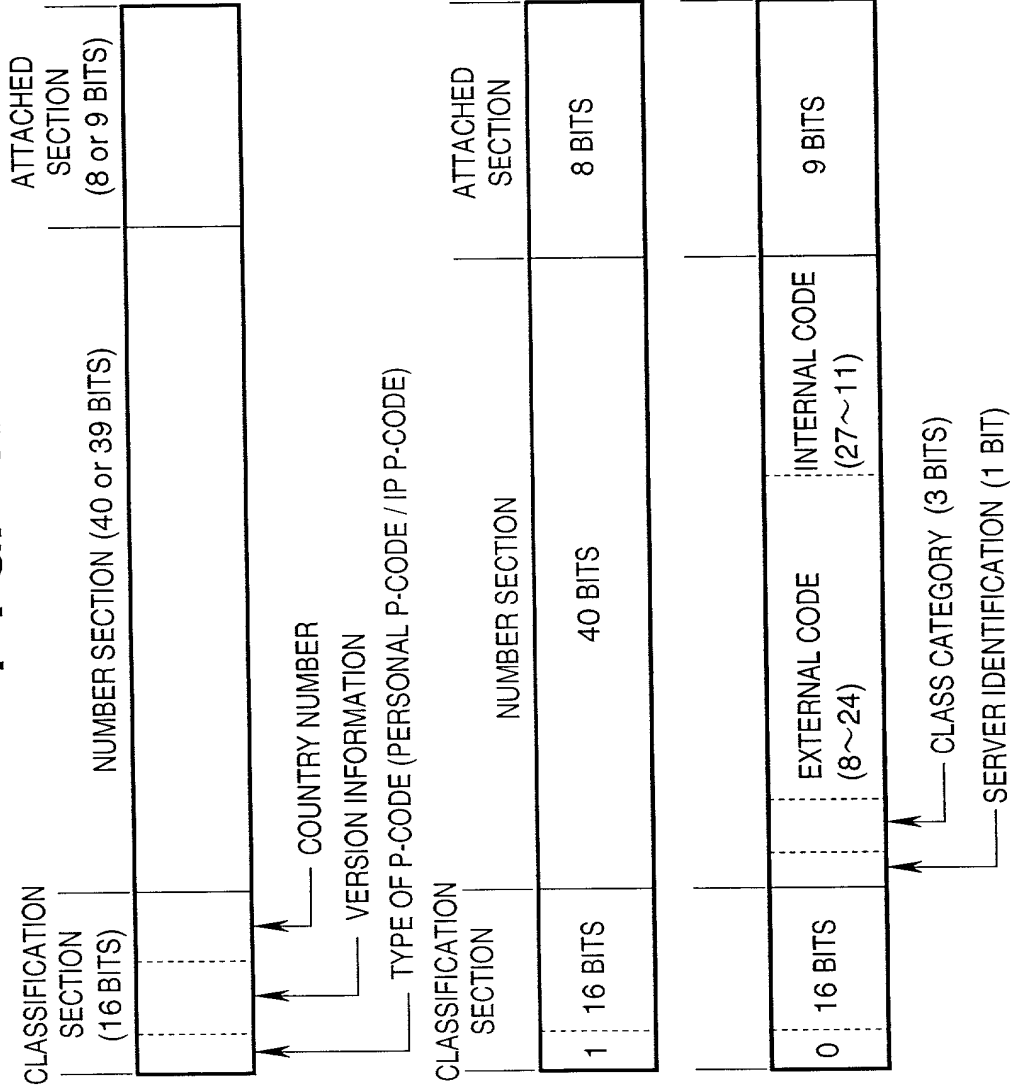 CLASSIFICATION
SECTION
(16 BITS)
NUMBER SECTION (40 or 39 BITS)
ATTACHED
SECTION
(8 or 9 BITS)
COUNTRY NUMBER
VERSION INFORMATION
TYPE OF P-CODE (PERSONAL P-CODE / IP P-CODE)
CLASSIFICATION
SECTION
NUMBER SECTION
ATTACHED
SECTION
1
16 BITS
40 BITS
8 BITS
0
16 BITS
EXTERNAL CODE
(8~24)
INTERNAL CODE
(27~11)
9 BITS
CLASS CATEGORY (3 BITS)
SERVER IDENTIFICATION (1 BIT)